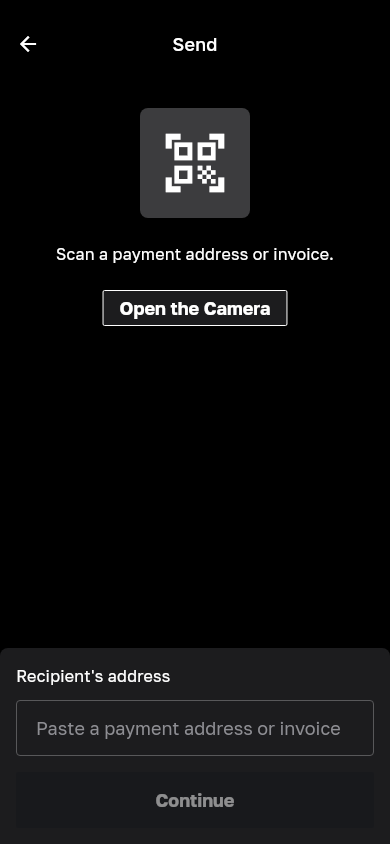 Send
Scan a payment address or invoice.
Open the Camera
Recipient's address
Paste a payment address or invoice
Continue